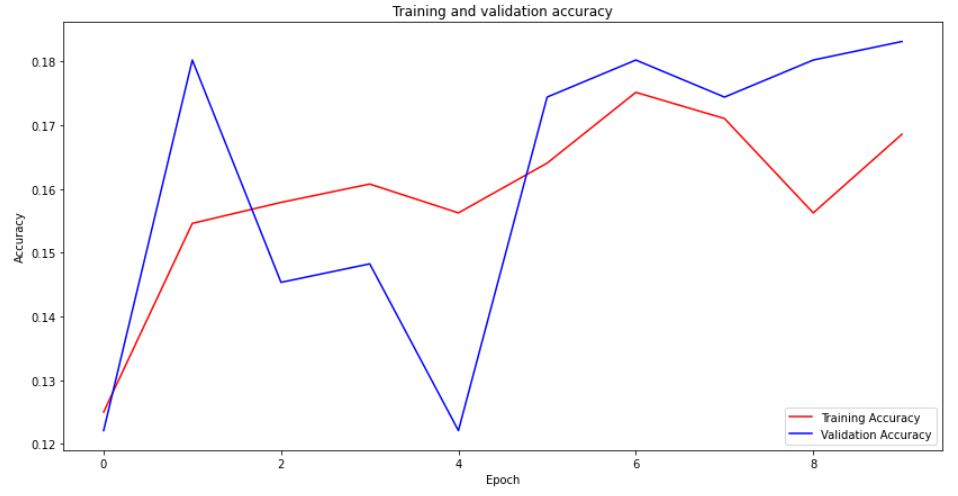 Training and validation accuracy
0.18
0.17
0.16
0.15
0.14
0.13
0.12
Accuracy
0 2 4 6 8
Epoch
Training Accuracy
Validation Accuracy